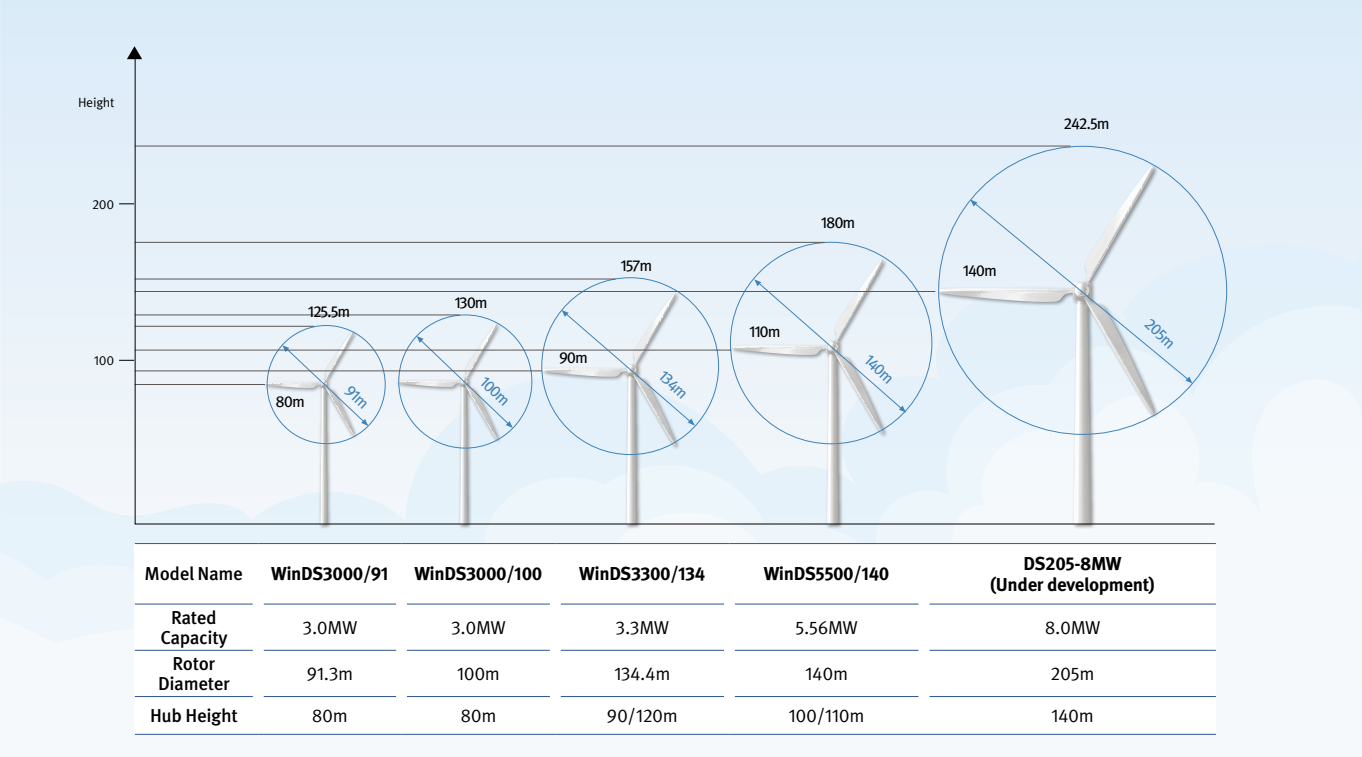 Height
242.5m
200
180m
157m
140m
130m
125.5m
110m
205m
90m
100
140m
134m
100m
91m
80m
Model Name WinDS3000/91 WinDS3000/100 WinDS3300/134 WinDS5500/140 DS205-8MW
(Under development)
Rated
Capacity 3.0MW 3.0MW 3.3MW 5.56MW 8.0MW
Rotor
Diameter 91.3m 100m 134.4m 140m 205m
Hub Height 80m 80m 90/120m 100/110m 140m